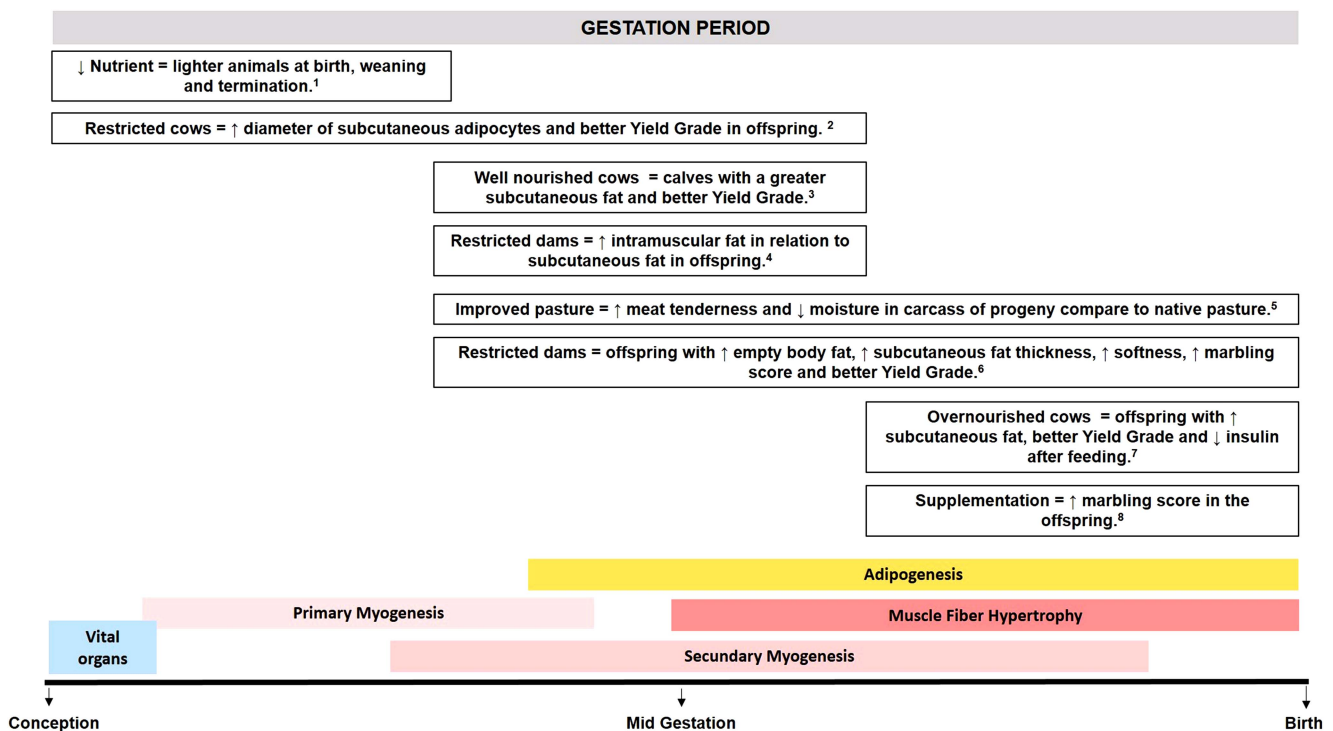 GESTATION PERIOD
↓ Nutrient = lighter animals at birth, weaning
and termination.¹
Restricted cows = ↑ diameter of subcutaneous adipocytes and better Yield Grade in offspring. ²
Well nourished cows = calves with a greater
subcutaneous fat and better Yield Grade.³
Restricted dams = ↑ intramuscular fat in relation to
subcutaneous fat in offspring.⁴
Improved pasture = ↑ meat tenderness and ↓ moisture in carcass of progeny compare to native pasture.⁵
Restricted dams = offspring with ↑ empty body fat, ↑ subcutaneous fat thickness, ↑ softness, ↑ marbling
score and better Yield Grade.⁶
Overnourished cows = offspring with ↑
subcutaneous fat, better Yield Grade and ↓ insulin
after feeding.⁷
Supplementation = ↑ marbling score in the
offspring.⁸
Adipogenesis
Primary Myogenesis
Muscle Fiber Hypertrophy
Vital
organs
Secundary Myogenesis
Conception
Mid Gestation
Birth